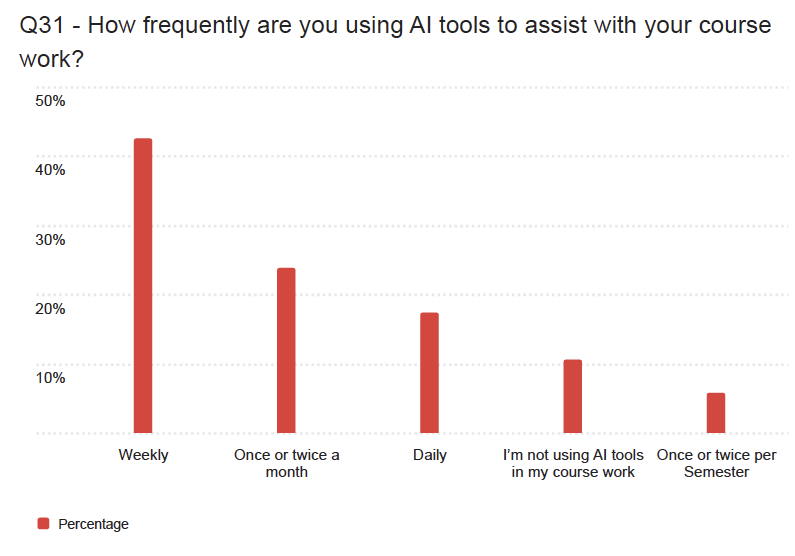 Q31 - How frequently are you using AI tools to assist with your course
work?
50%
40%
30%
20%
10%
Weekly
Once or twice a
month
Daily
I'm not using AI tools
in my course work
Once or twice per
Semester
Percentage